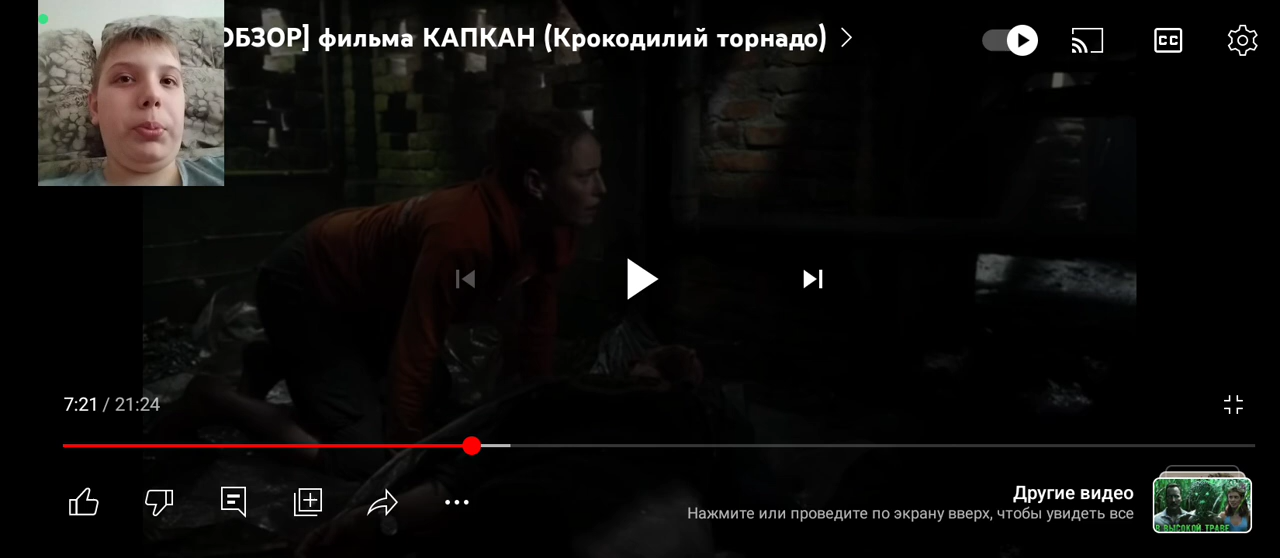 ОБЗОР] фильма КАПКАН (Крокодилий торнадо)
CC
7:21 / 21:24
Другие видео
Нажмите или проведите по экрану вверх, чтобы увидеть все
В ВЫСОКОЙ ТРАВЕ